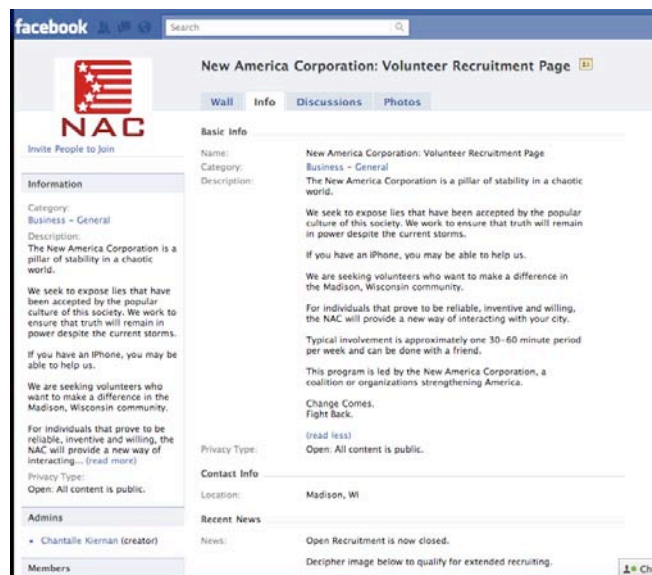 facebook
Search
New America Corporation: Volunteer Recruitment Page
Wall Info Discussions Photos
NAC
Invite People to Join
Information
Category:
Business - General
Description:
The New America Corporation is a
pillar of stability in a chaotic
world.
We seek to expose lies that have
been accepted by the popular
culture of this society. We work to
ensure that truth will remain in
power despite the current storms.
If you have an IPhone, you may be
able to help us.
We are seeking volunteers who
want to make a difference in the
Madison, Wisconsin community.
For individuals that prove to be
reliable, inventive and willing, the
NAC will provide a new way of
interacting... (read more)
Privacy Type:
Open: All content is public.
Admins
Chantalle Kiernan (creator)
Members
Basic Info
Name: New America Corporation: Volunteer Recruitment Page
Category: Business - General
Description: The New America Corporation is a pillar of stability in a chaotic
world.
We seek to expose lies that have been accepted by the popular
culture of this society. We work to ensure that truth will remain
in power despite the current storms.
If you have an IPhone, you may be able to help us.
We are seeking volunteers who want to make a difference in
the Madison, Wisconsin community.
For individuals that prove to be reliable, inventive and willing,
the NAC will provide a new way of interacting with your city.
Typical involvement is approximately one 30-60 minute period
per week and can be done with a friend.
This program is led by the New America Corporation, a
coalition or organizations strengthening America.
Change Comes.
Fight Back.
(read less)
Privacy Type: Open: All content is public.
Contact Info
Location: Madison, WI
Recent News
News: Open Recruitment is now closed.
Decipher image below to qualify for extended recruiting.
Ch